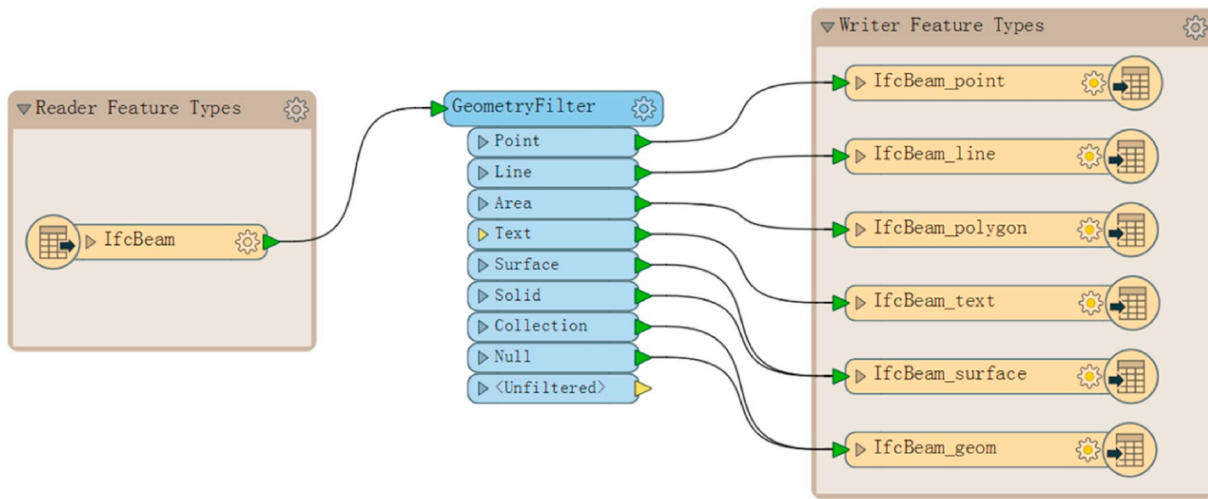 Reader Feature Types
IfcBeam
GeometryFilter
Point
Line
Area
Text
Surface
Solid
Collection
Null
<Unfiltered>
Writer Feature Types
IfcBeam_point
IfcBeam_line
IfcBeam_polygon
IfcBeam_text
IfcBeam_surface
IfcBeam_geom